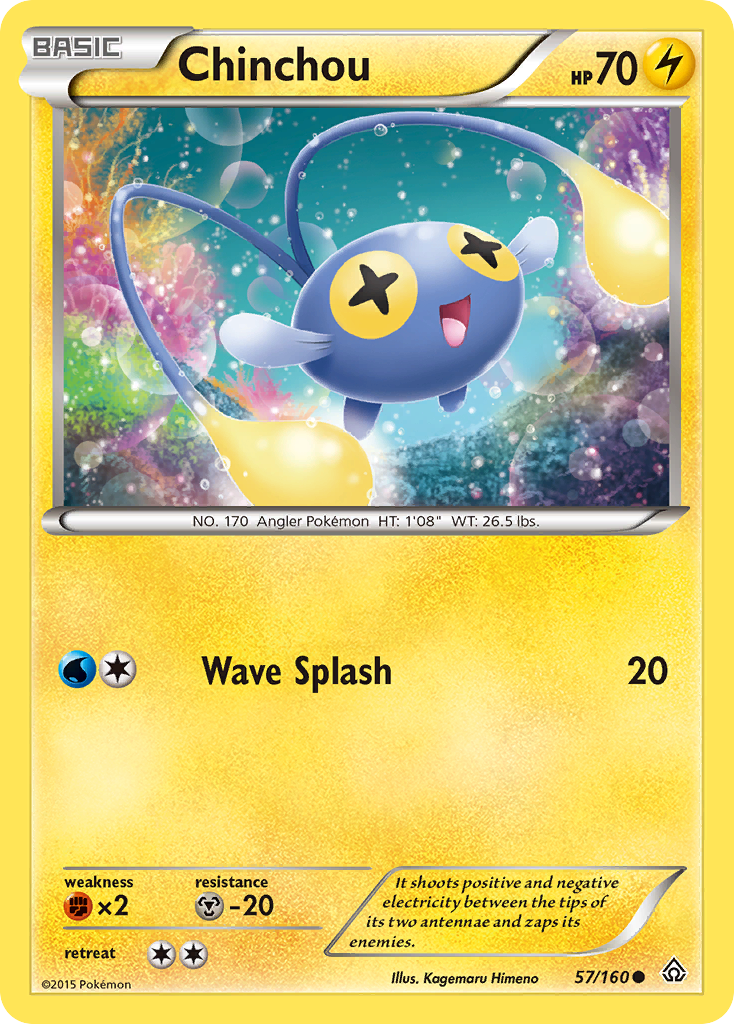 BASIC
Chinchou
HP 70
NO. 170 Angler Pokémon HT: 1'08" WT: 26.5 lbs.
Wave Splash 20
weakness resistance
×2 -20
retreat
It shoots positive and negative
electricity between the tips of
its two antennae and zaps its
enemies.
©2015 Pokémon
Illus. Kagemaru Himeno 57/160